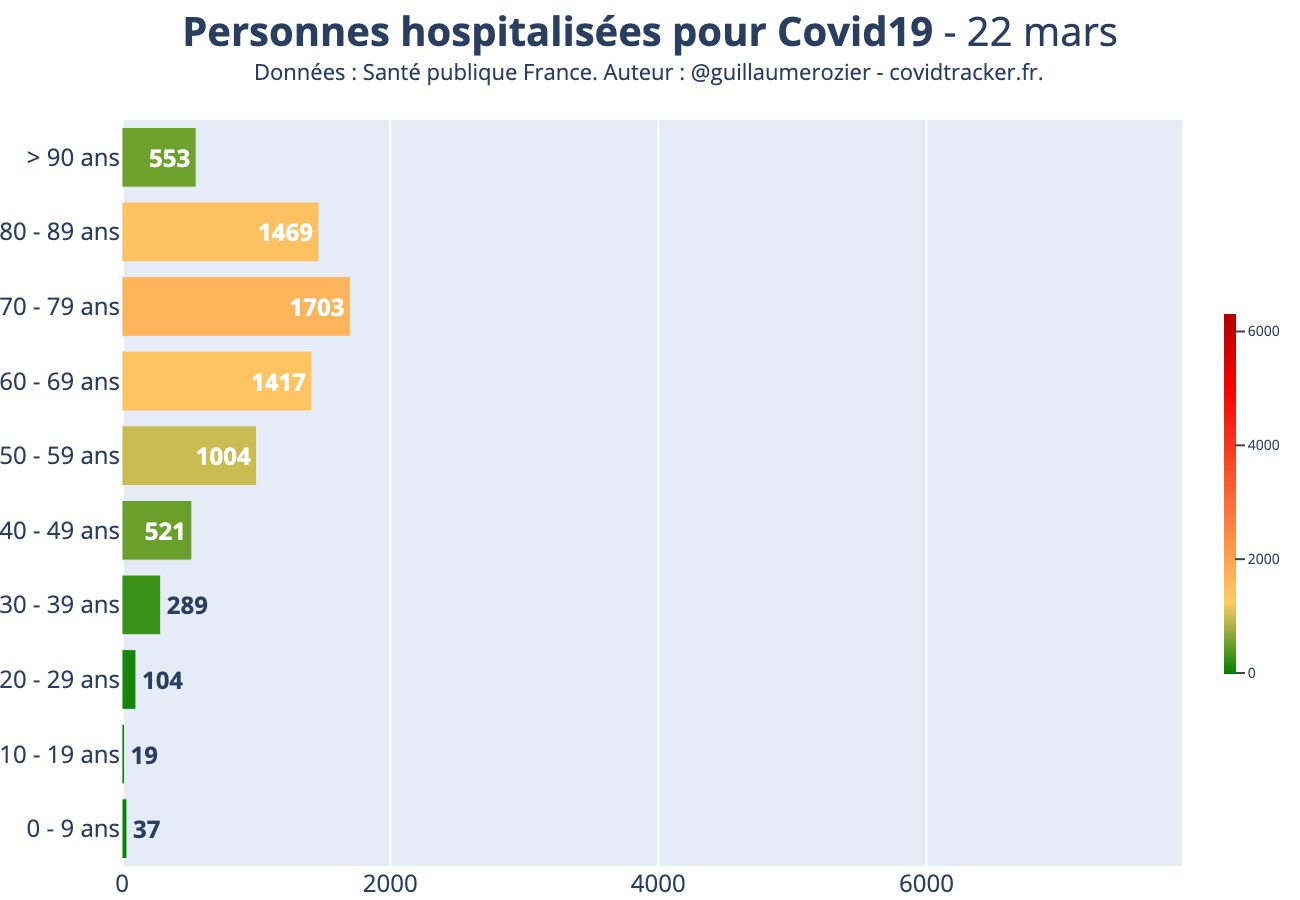 Personnes hospitalisées pour Covid19 - 22 mars
Données : Santé publique France. Auteur : @guillaumerozier - covidtracker.fr.
> 90 ans 553
80 - 89 ans 1469
70 - 79 ans 1703
60 - 69 ans 1417
50 - 59 ans 1004
40 - 49 ans 521
30 - 39 ans 289
20 - 29 ans 104
10 - 19 ans 19
0 - 9 ans 37
0 2000 4000 6000
6000
4000
2000
0